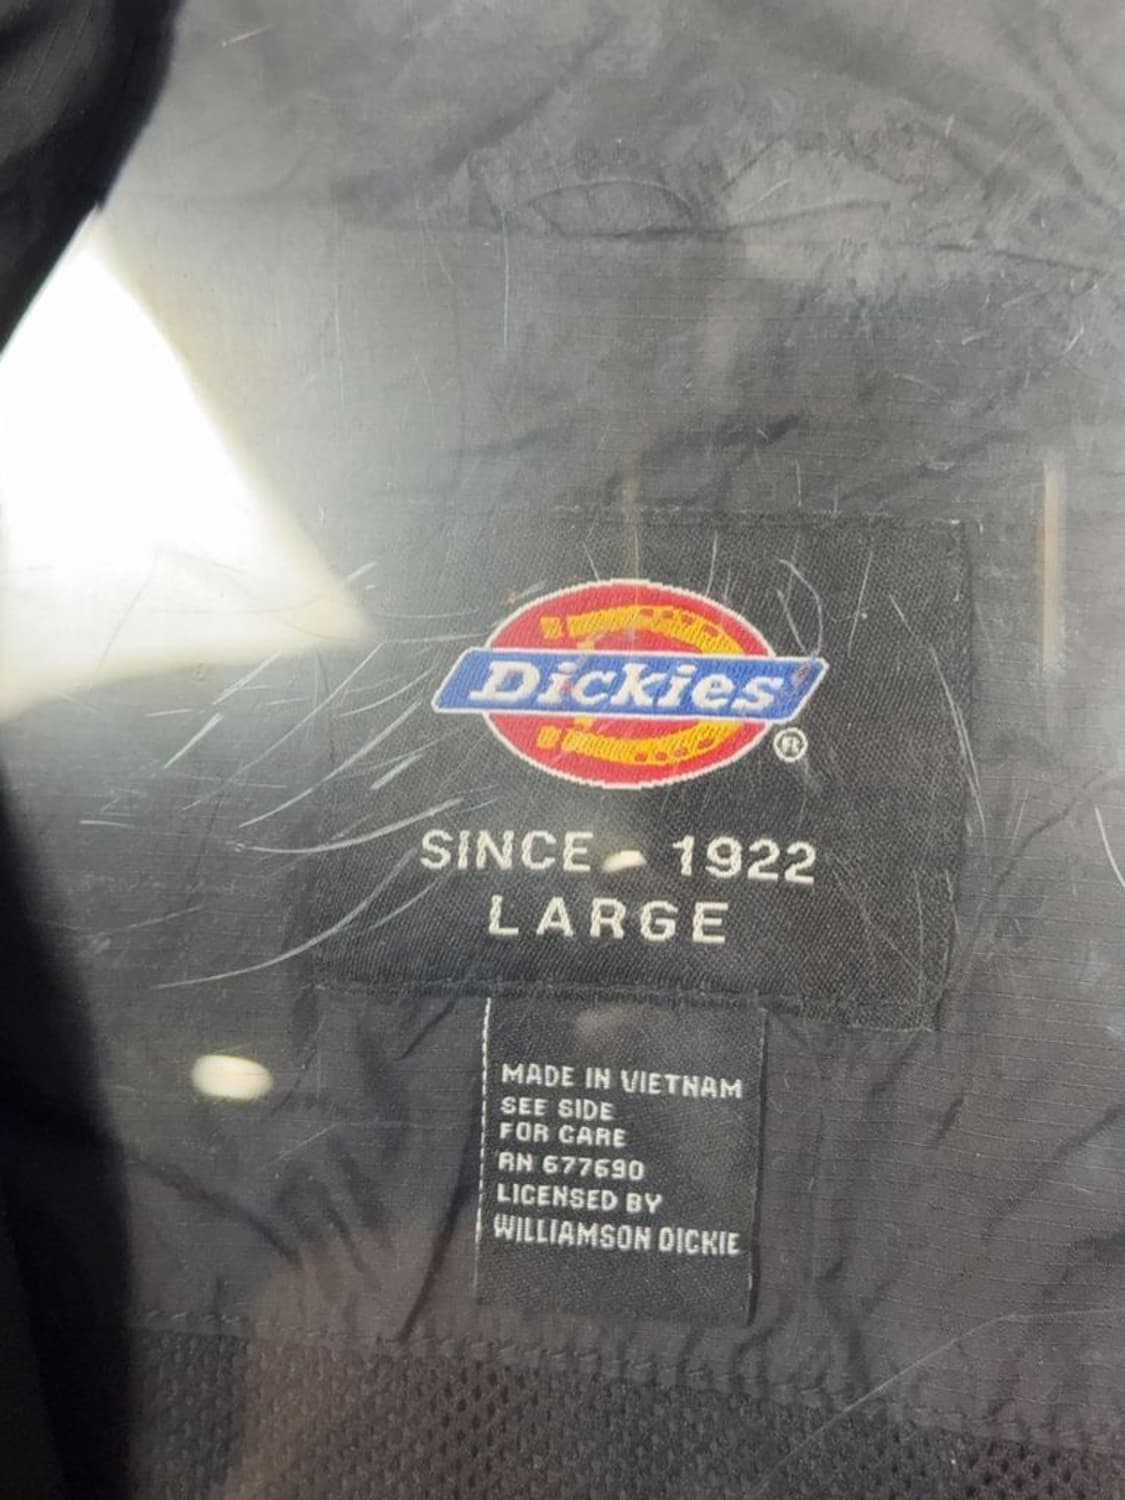 Dickies
®
SINCE - 1922
LARGE
MADE IN VIETNAM
SEE SIDE
FOR CARE
RN 677690
LICENSED BY
WILLIAMSON DICKIE